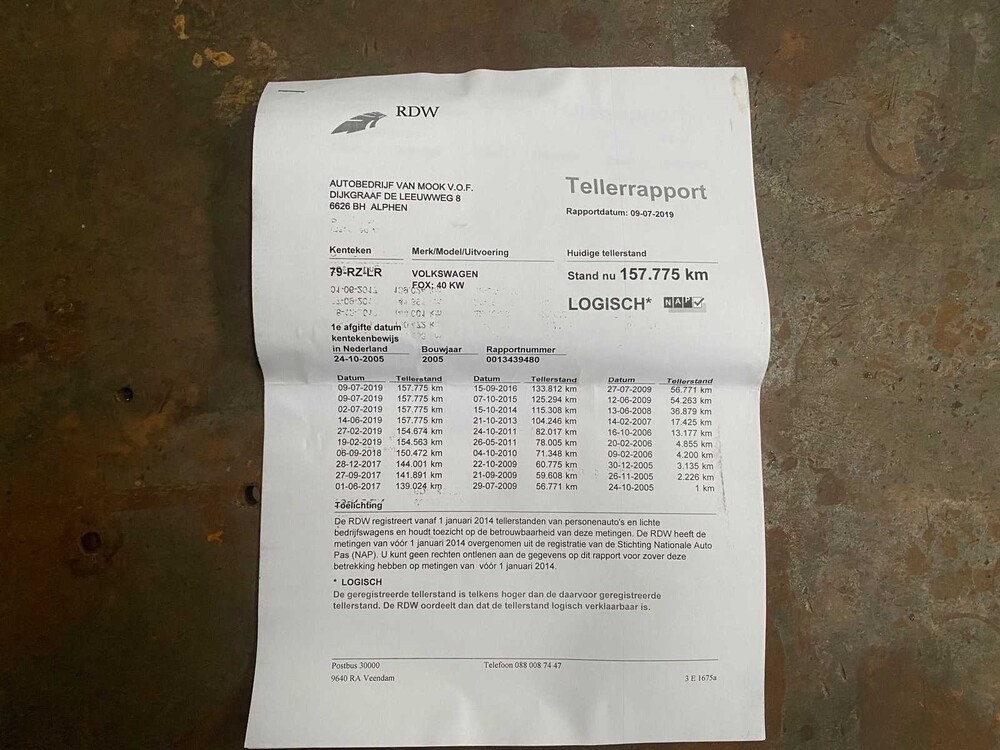 RDW
AUTOBEDRIJF VAN MOOK V.O.F.
DIJKGRAAF DE LEEUWWEG 8
6626 BH ALPHEN
Tellerrapport
Rapportdatum: 09-07-2019
Kenteken Merk/Model/Uitvoering Huidige tellerstand
79-RZ-LR VOLKSWAGEN Stand nu 157.775 km
FOX; 40 KW
LOGISCH* NAP
1e afgifte datum
kentekenbewijs
in Nederland Bouwjaar Rapportnummer
24-10-2005 2005 0013439480
Datum Tellerstand Datum Tellerstand Datum Tellerstand
09-07-2019 157.775 km 15-09-2016 133.812 km 27-07-2009 56.771 km
09-07-2019 157.775 km 07-10-2015 125.294 km 12-06-2009 54.263 km
02-07-2019 157.775 km 15-10-2014 115.308 km 13-06-2008 36.879 km
14-06-2019 157.775 km 21-10-2013 104.246 km 14-02-2007 17.425 km
27-02-2019 154.674 km 24-10-2011 82.017 km 16-10-2006 13.177 km
19-02-2019 154.563 km 26-05-2011 78.005 km 20-02-2006 4.855 km
06-09-2018 150.472 km 04-10-2010 71.348 km 09-02-2006 4.200 km
28-12-2017 144.001 km 22-10-2009 60.775 km 30-12-2005 3.135 km
27-09-2017 141.891 km 21-09-2009 59.608 km 26-11-2005 2.226 km
01-06-2017 139.024 km 29-07-2009 56.771 km 24-10-2005 1 km
Toelichting
De RDW registreert vanaf 1 januari 2014 tellerstanden van personenauto's en lichte
bedrijfswagens en houdt toezicht op de betrouwbaarheid van deze metingen. De RDW heeft de
metingen van vóór 1 januari 2014 overgenomen uit de registratie van de Stichting Nationale Auto
Pas (NAP). U kunt geen rechten ontlenen aan de gegevens op dit rapport voor zover deze
betrekking hebben op metingen van vóór 1 januari 2014.
* LOGISCH
De geregistreerde tellerstand is telkens hoger dan de daarvoor geregistreerde
tellerstand. De RDW oordeelt dan dat de tellerstand logisch verklaarbaar is.
Postbus 30000 Telefoon 088 008 74 47
9640 RA Veendam 3 E 1675a